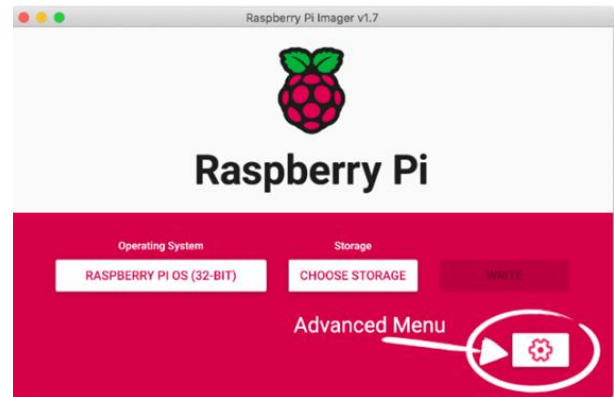 Raspberry Pi Imager v1.7
Raspberry Pi
Operating System
Storage
RASPBERRY PI OS (32-BIT)
CHOOSE STORAGE
WRITE
Advanced Menu